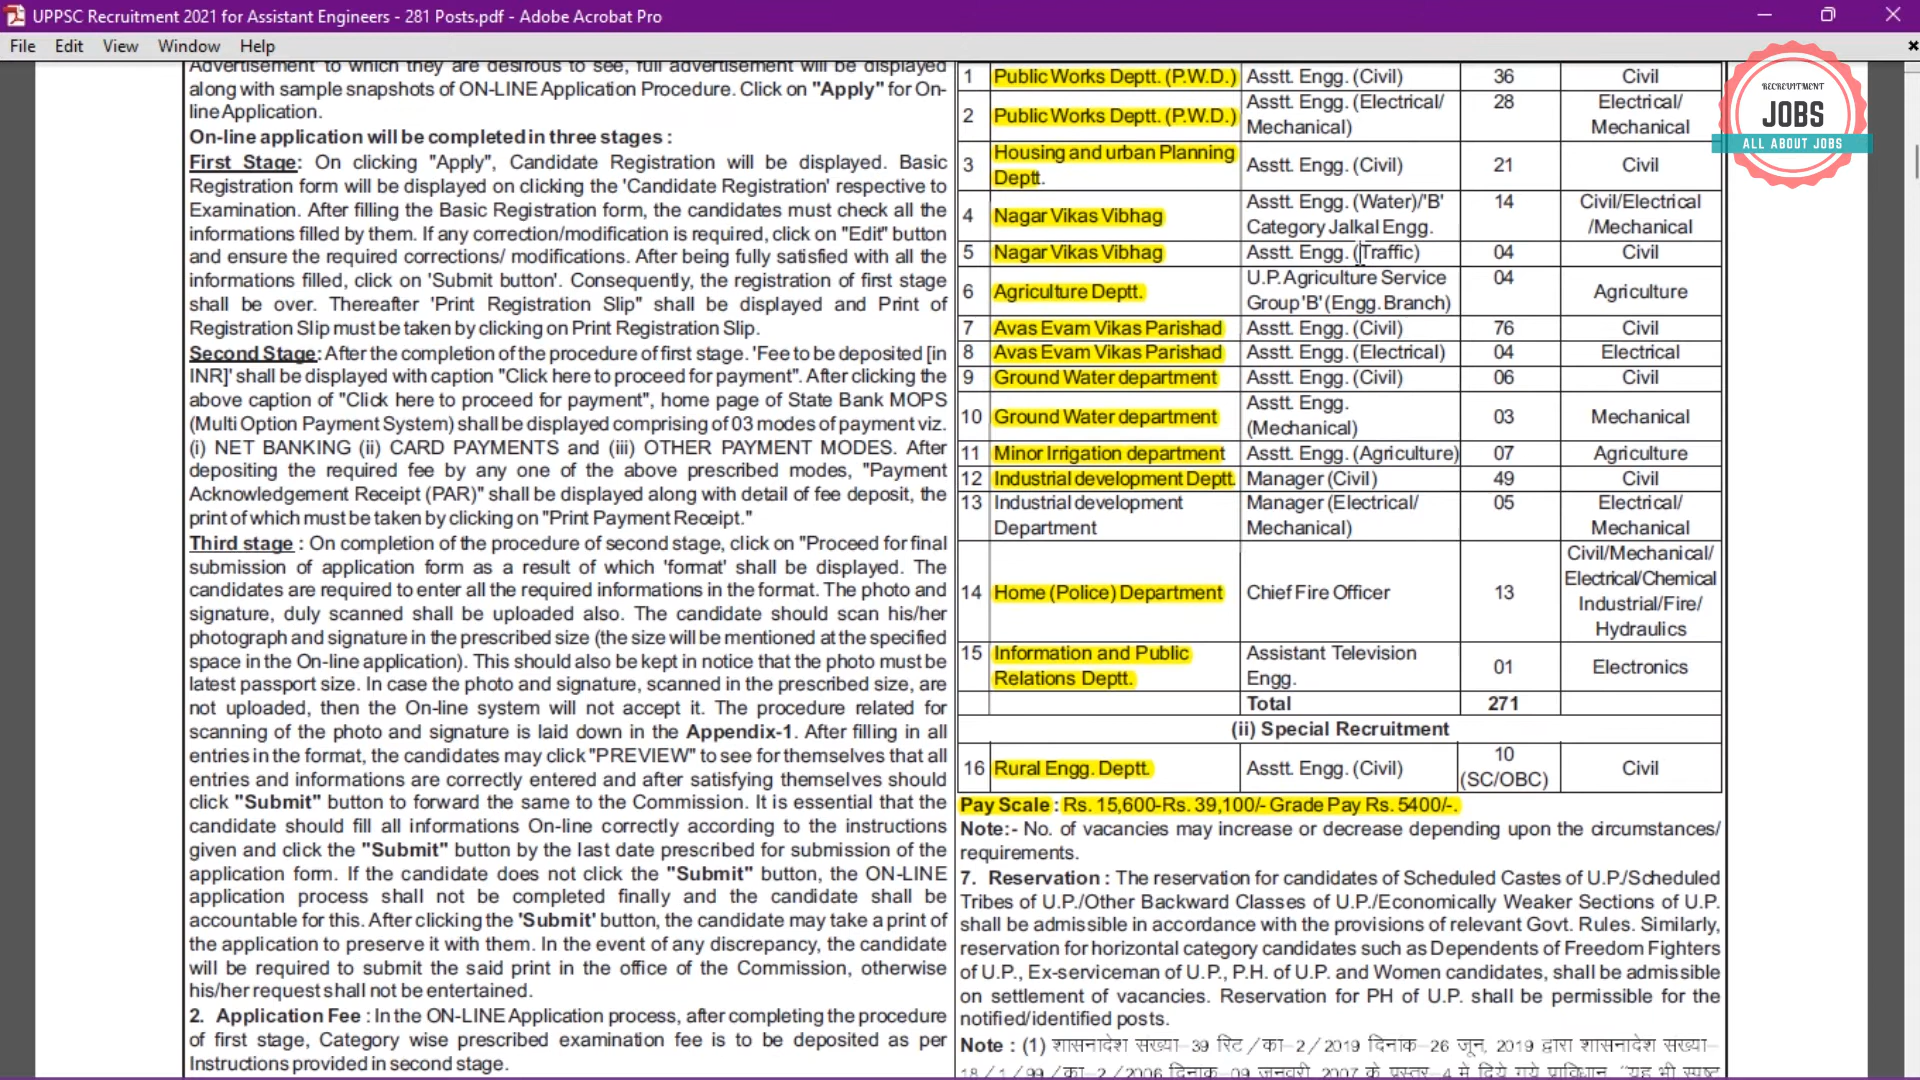 UPPSC Recruitment 2021 for Assistant Engineers - 281 Posts.pdf - Adobe Acrobat Pro
File Edit View Window Help
Advertisement' to which they are desirous to see, full advertisement will be displayed
along with sample snapshots of ON-LINE Application Procedure. Click on "Apply" for On-
line Application.
On-line application will be completed in three stages :
First Stage: On clicking "Apply", Candidate Registration will be displayed. Basic
Registration form will be displayed on clicking the 'Candidate Registration' respective to
Examination. After filling the Basic Registration form, the candidates must check all the
informations filled by them. If any correction/modification is required, click on "Edit" button
and ensure the required corrections/ modifications. After being fully satisfied with all the
informations filled, click on 'Submit button'. Consequently, the registration of first stage
shall be over. Thereafter 'Print Registration Slip" shall be displayed and Print of
Registration Slip must be taken by clicking on Print Registration Slip.
Second Stage: After the completion of the procedure of first stage. 'Fee to be deposited [in
INR]' shall be displayed with caption "Click here to proceed for payment". After clicking the
above caption of "Click here to proceed for payment", home page of State Bank MOPS
(Multi Option Payment System) shall be displayed comprising of 03 modes of payment viz.
(i) NET BANKING (ii) CARD PAYMENTS and (iii) OTHER PAYMENT MODES. After
depositing the required fee by any one of the above prescribed modes, "Payment
Acknowledgement Receipt (PAR)" shall be displayed along with detail of fee deposit, the
print of which must be taken by clicking on "Print Payment Receipt."
Third stage : On completion of the procedure of second stage, click on "Proceed for final
submission of application form as a result of which 'format' shall be displayed. The
candidates are required to enter all the required informations in the format. The photo and
signature, duly scanned shall be uploaded also. The candidate should scan his/her
photograph and signature in the prescribed size (the size will be mentioned at the specified
space in the On-line application). This should also be kept in notice that the photo must be
latest passport size. In case the photo and signature, scanned in the prescribed size, are
not uploaded, then the On-line system will not accept it. The procedure related for
scanning of the photo and signature is laid down in the Appendix-1. After filling in all
entries in the format, the candidates may click "PREVIEW" to see for themselves that all
entries and informations are correctly entered and after satisfying themselves should
click "Submit" button to forward the same to the Commission. It is essential that the
candidate should fill all informations On-line correctly according to the instructions
given and click the "Submit" button by the last date prescribed for submission of the
application form. If the candidate does not click the "Submit" button, the ON-LINE
application process shall not be completed finally and the candidate shall be
accountable for this. After clicking the 'Submit' button, the candidate may take a print of
the application to preserve it with them. In the event of any discrepancy, the candidate
will be required to submit the said print in the office of the Commission, otherwise
his/her request shall not be entertained.
2. Application Fee : In the ON-LINE Application process, after completing the procedure
of first stage, Category wise prescribed examination fee is to be deposited as per
Instructions provided in second stage.
1 Public Works Deptt. (P.W.D.) Asstt. Engg. (Civil) 36 Civil
2 Public Works Deptt. (P.W.D.) Asstt. Engg. (Electrical/ Mechanical) 28 Electrical/ Mechanical
3 Housing and urban Planning Deptt. Asstt. Engg. (Civil) 21 Civil
4 Nagar Vikas Vibhag Asstt. Engg. (Water)/'B' Category Jalkal Engg. 14 Civil/Electrical /Mechanical
5 Nagar Vikas Vibhag Asstt. Engg. (Traffic) 04 Civil
6 Agriculture Deptt. U.P. Agriculture Service Group 'B' (Engg. Branch) 04 Agriculture
7 Avas Evam Vikas Parishad Asstt. Engg. (Civil) 76 Civil
8 Avas Evam Vikas Parishad Asstt. Engg. (Electrical) 04 Electrical
9 Ground Water department Asstt. Engg. (Civil) 06 Civil
10 Ground Water department Asstt. Engg. (Mechanical) 03 Mechanical
11 Minor Irrigation department Asstt. Engg. (Agriculture) 07 Agriculture
12 Industrial development Deptt. Manager (Civil) 49 Civil
13 Industrial development Department Manager (Electrical/ Mechanical) 05 Electrical/ Mechanical
14 Home (Police) Department Chief Fire Officer 13 Civil/Mechanical/ Electrical/Chemical Industrial/Fire/ Hydraulics
15 Information and Public Relations Deptt. Assistant Television Engg. 01 Electronics
Total 271
(ii) Special Recruitment
16 Rural Engg. Deptt. Asstt. Engg. (Civil) 10 (SC/OBC) Civil
Pay Scale : Rs. 15,600-Rs. 39,100/- Grade Pay Rs. 5400/-.
Note:- No. of vacancies may increase or decrease depending upon the circumstances/
requirements.
7. Reservation : The reservation for candidates of Scheduled Castes of U.P./Scheduled
Tribes of U.P./Other Backward Classes of U.P./Economically Weaker Sections of U.P.
shall be admissible in accordance with the provisions of relevant Govt. Rules. Similarly,
reservation for horizontal category candidates such as Dependents of Freedom Fighters
of U.P., Ex-serviceman of U.P., P.H. of U.P. and Women candidates, shall be admissible
on settlement of vacancies. Reservation for PH of U.P. shall be permissible for the
notified/identified posts.
Note : (1) शासनादेश संख्या–39 रिट/का–2/2019 दिनांक–26 जून, 2019 द्वारा शासनादेश संख्या–
18/1/99/का–2/2006 दिनांक–09 जनवरी, 2007 के प्रस्तर–4 में दिये गये प्राविधान, "यह भी स्पष्ट
RECRUITMENT
JOBS
ALL ABOUT JOBS